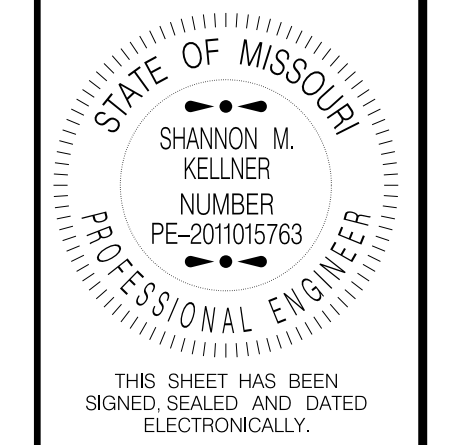 STATE OF MISSOURI
SHANNON M.
KELLNER
NUMBER
PE-2011015763
PROFESSIONAL ENGINEER
THIS SHEET HAS BEEN
SIGNED, SEALED AND DATED
ELECTRONICALLY.